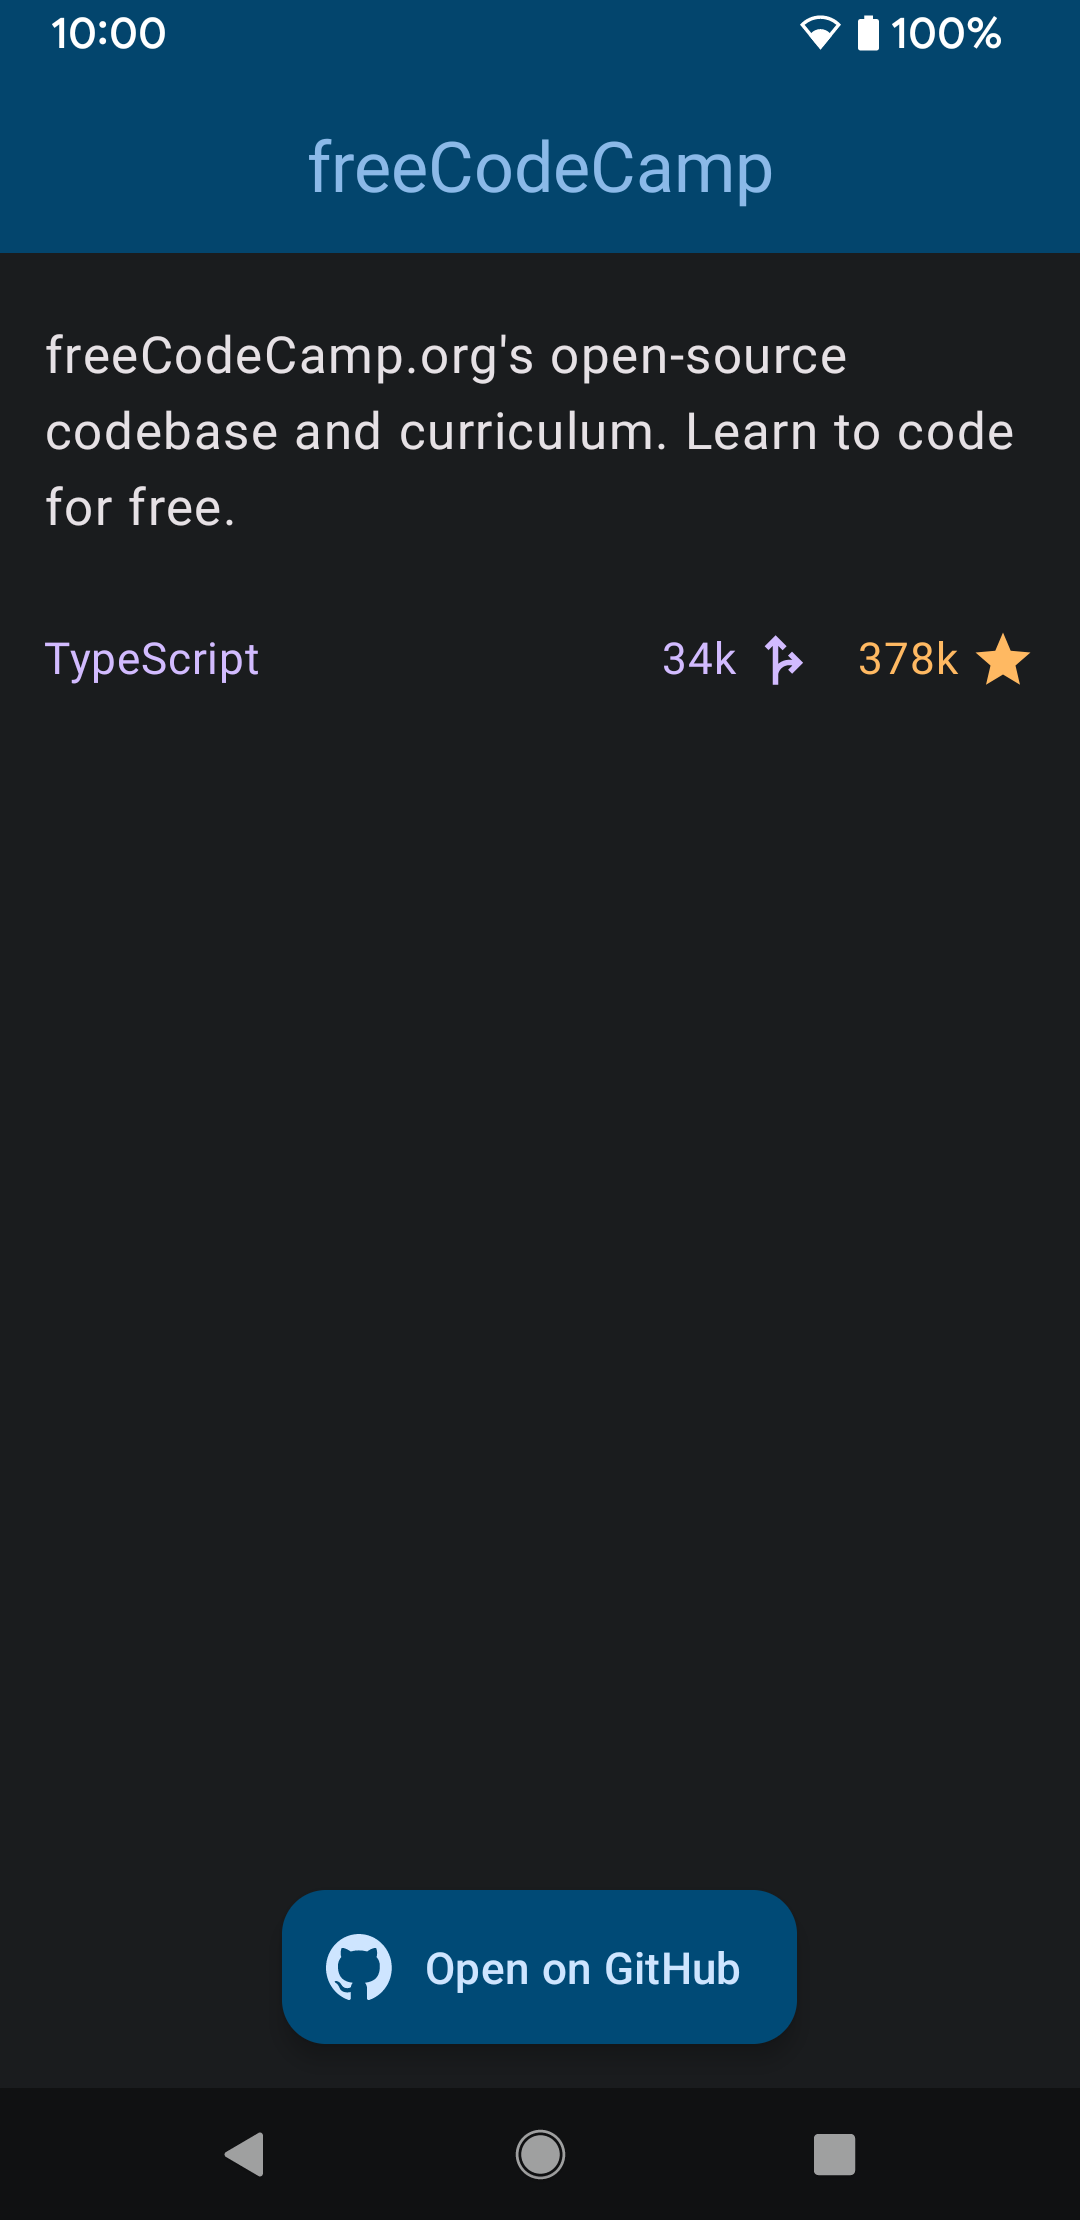 10:00 100%
freeCodeCamp
freeCodeCamp.org's open-source
codebase and curriculum. Learn to code
for free.
TypeScript 34k 378k
Open on GitHub